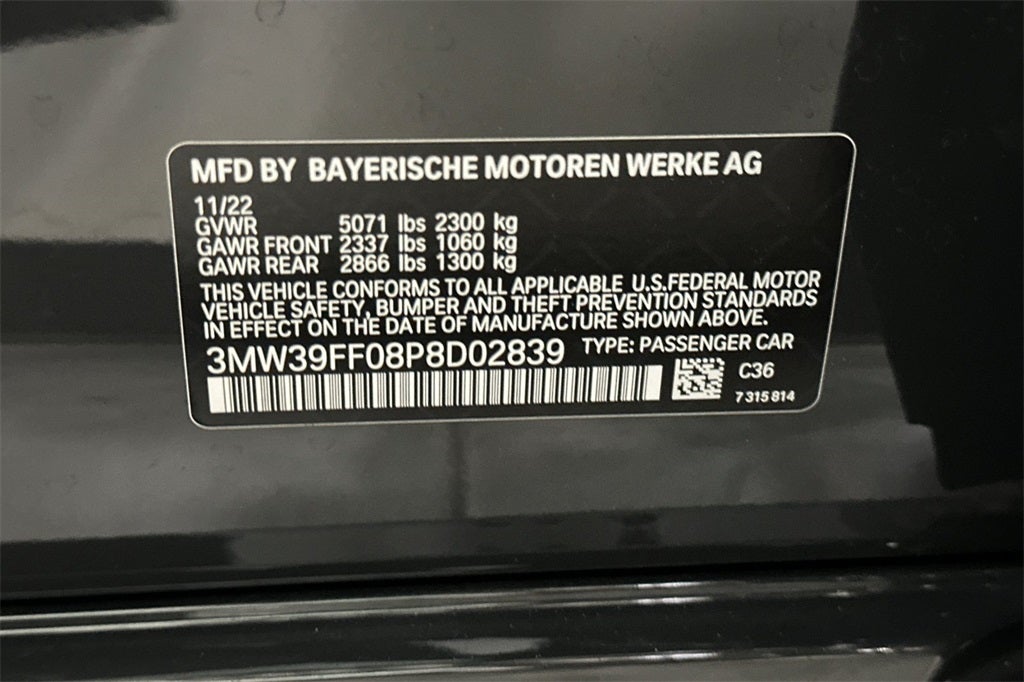 MFD BY BAYERISCHE MOTOREN WERKE AG
11/22
GVWR 5071 lbs 2300 kg
GAWR FRONT 2337 lbs 1060 kg
GAWR REAR 2866 lbs 1300 kg
THIS VEHICLE CONFORMS TO ALL APPLICABLE U.S.FEDERAL MOTOR
VEHICLE SAFETY, BUMPER AND THEFT PREVENTION STANDARDS
IN EFFECT ON THE DATE OF MANUFACTURE SHOWN ABOVE.
3MW39FF08P8D02839 TYPE: PASSENGER CAR
C36
7 315 814